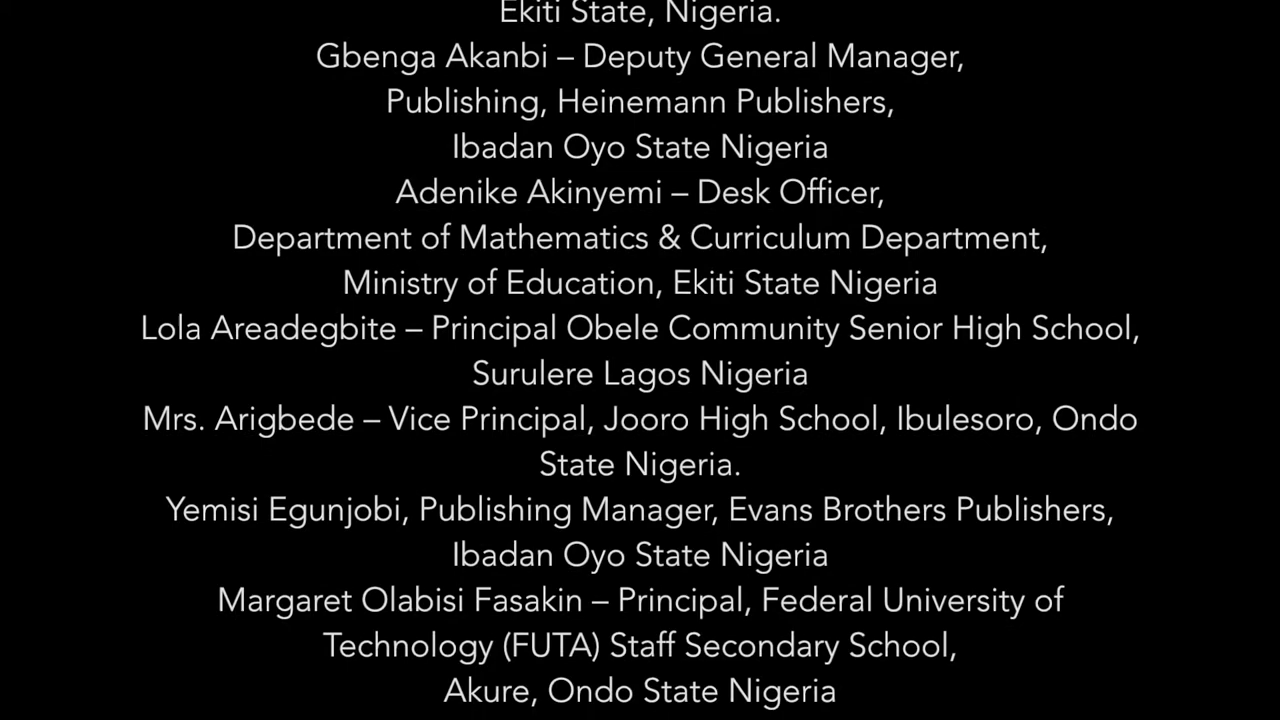 Ekiti State, Nigeria.
Gbenga Akanbi – Deputy General Manager,
Publishing, Heinemann Publishers,
Ibadan Oyo State Nigeria
Adenike Akinyemi – Desk Officer,
Department of Mathematics & Curriculum Department,
Ministry of Education, Ekiti State Nigeria
Lola Areadegbite – Principal Obele Community Senior High School,
Surulere Lagos Nigeria
Mrs. Arigbede – Vice Principal, Jooro High School, Ibulesoro, Ondo
State Nigeria.
Yemisi Egunjobi, Publishing Manager, Evans Brothers Publishers,
Ibadan Oyo State Nigeria
Margaret Olabisi Fasakin – Principal, Federal University of
Technology (FUTA) Staff Secondary School,
Akure, Ondo State Nigeria